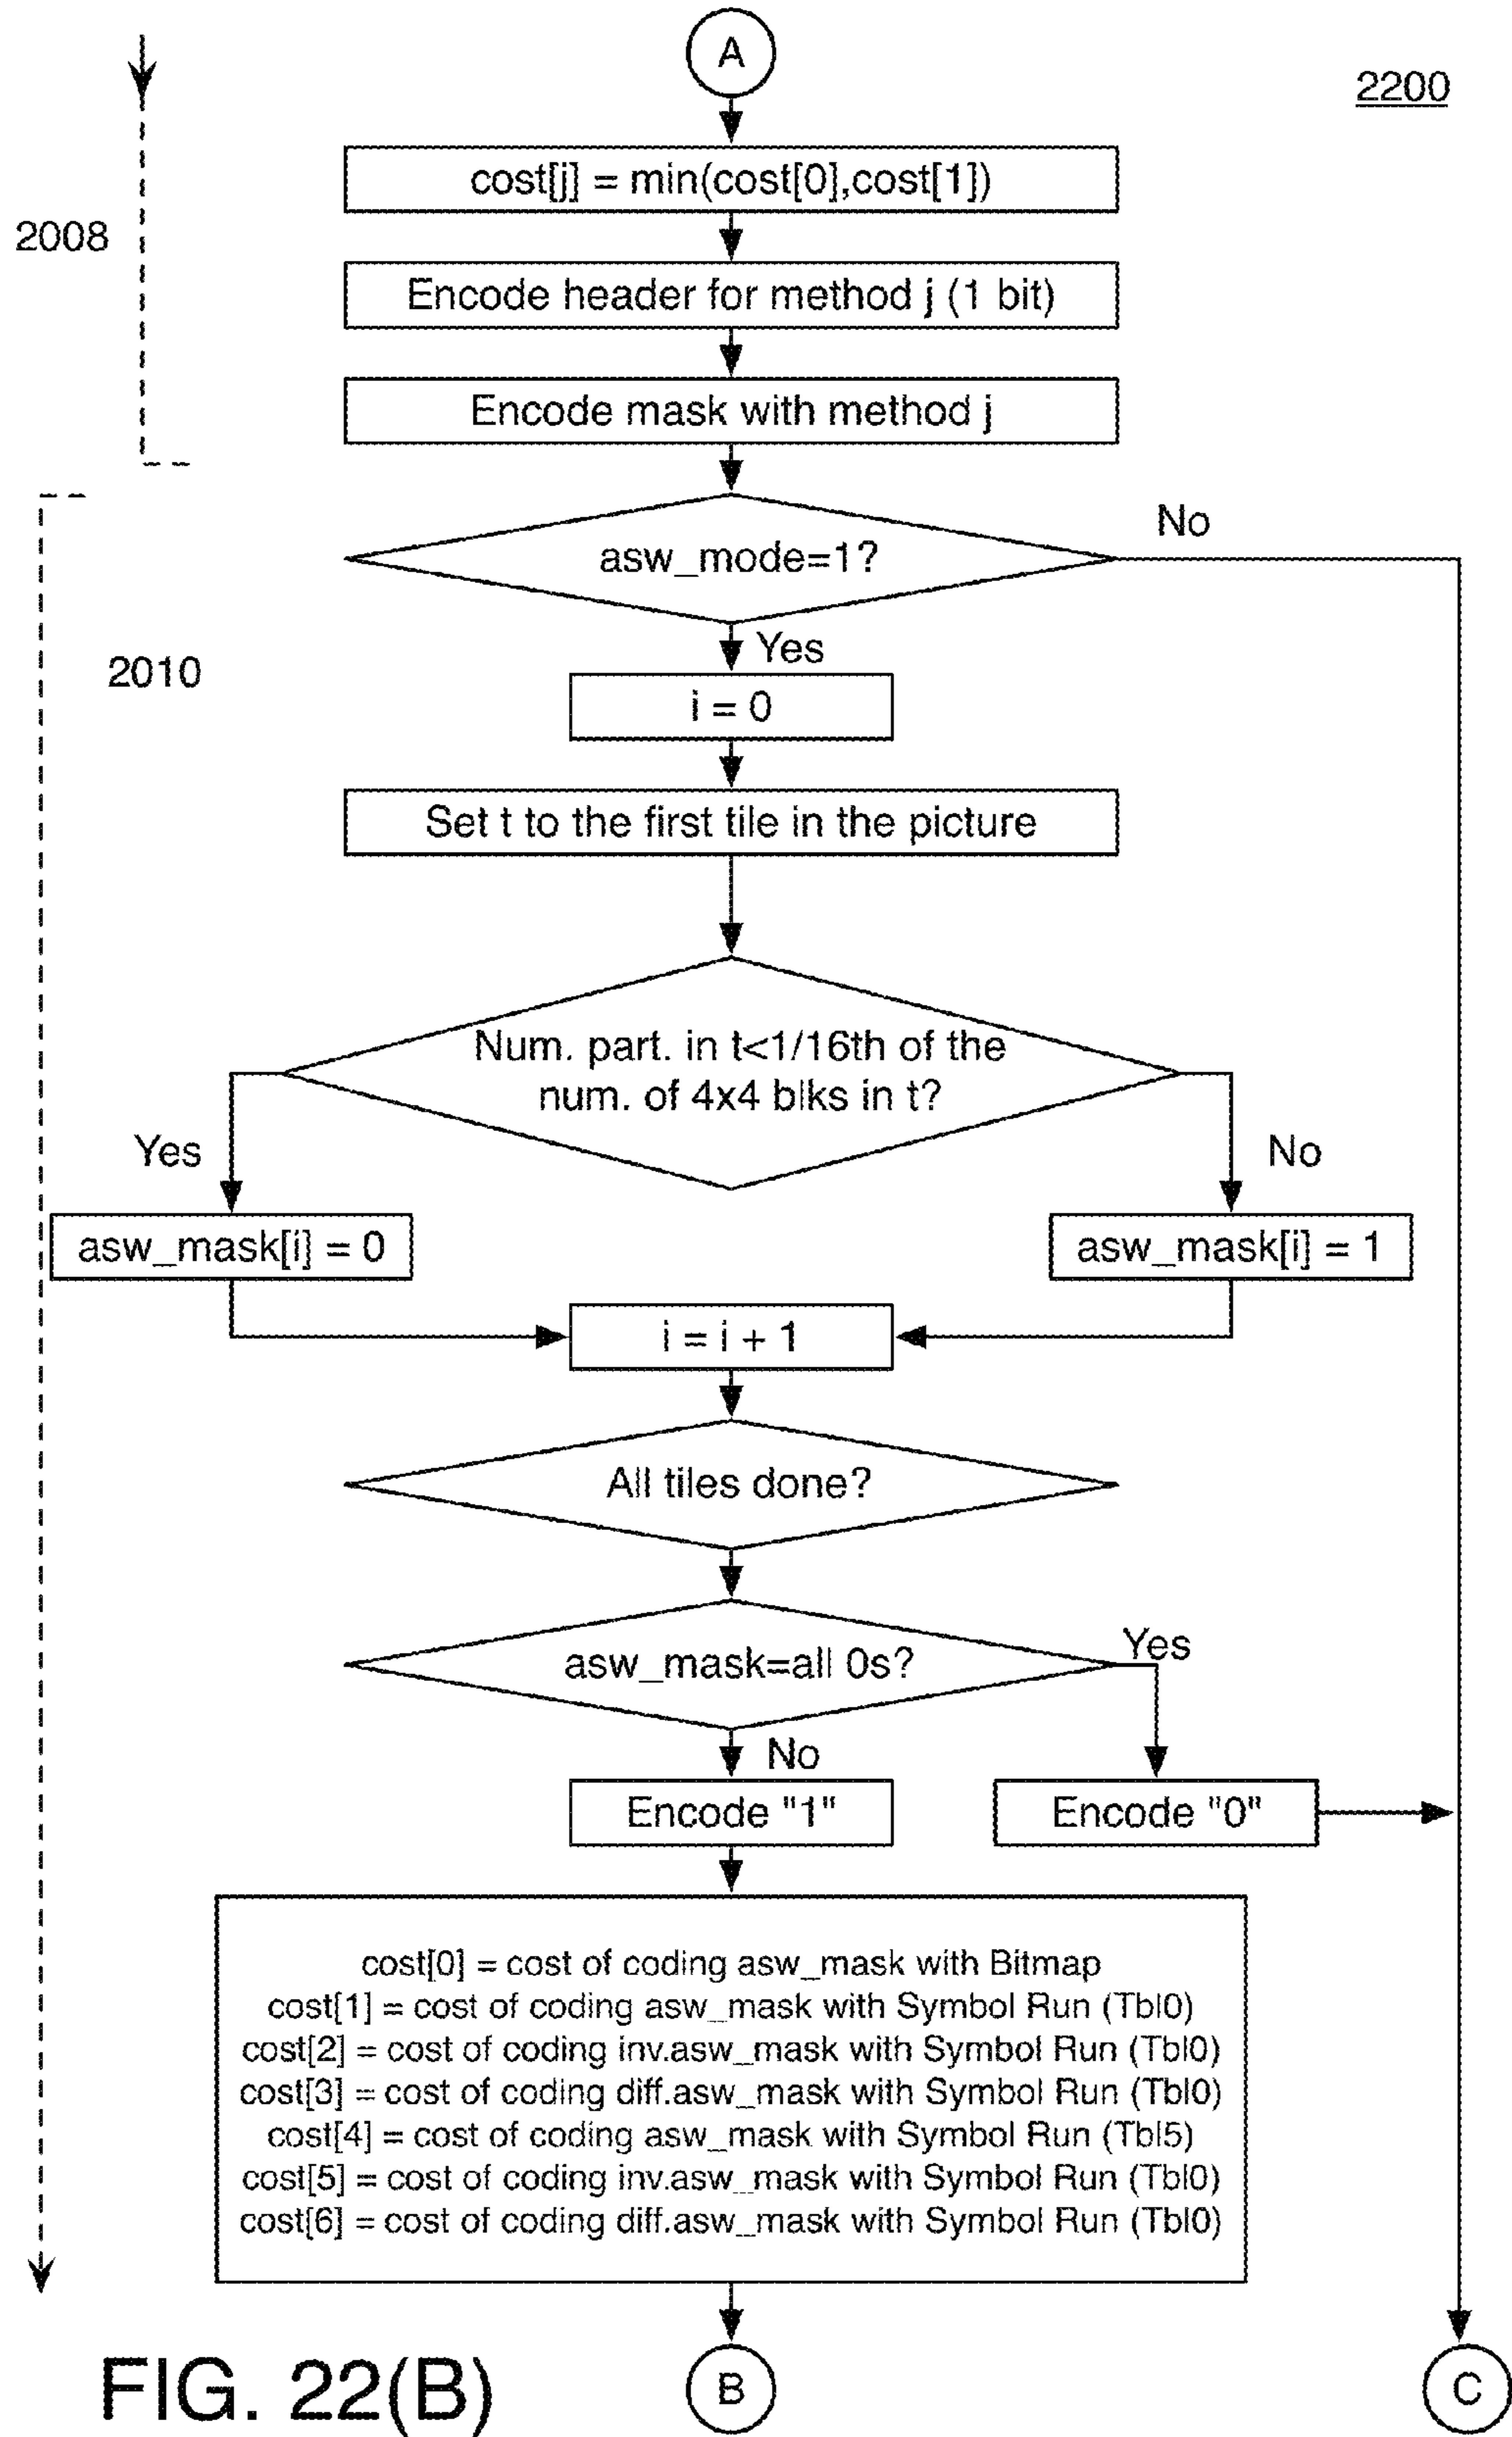 A
2200
cost[j] = min(cost[0],cost[1])
2008
Encode header for method j (1 bit)
Encode mask with method j
No
asw_mode=1?
Yes
2010
i = 0
Set t to the first tile in the picture
Num. part. in t<1/16th of the
num. of 4x4 blks in t?
Yes
No
asw_mask[i] = 0
asw_mask[i] = 1
i = i + 1
All tiles done?
Yes
asw_mask=all 0s?
No
Encode "1"
Encode "0"
cost[0] = cost of coding asw_mask with Bitmap
cost[1] = cost of coding asw_mask with Symbol Run (Tbl0)
cost[2] = cost of coding inv.asw_mask with Symbol Run (Tbl0)
cost[3] = cost of coding diff.asw_mask with Symbol Run (Tbl0)
cost[4] = cost of coding asw_mask with Symbol Run (Tbl5)
cost[5] = cost of coding inv.asw_mask with Symbol Run (Tbl0)
cost[6] = cost of coding diff.asw_mask with Symbol Run (Tbl0)
FIG. 22(B)
B
C